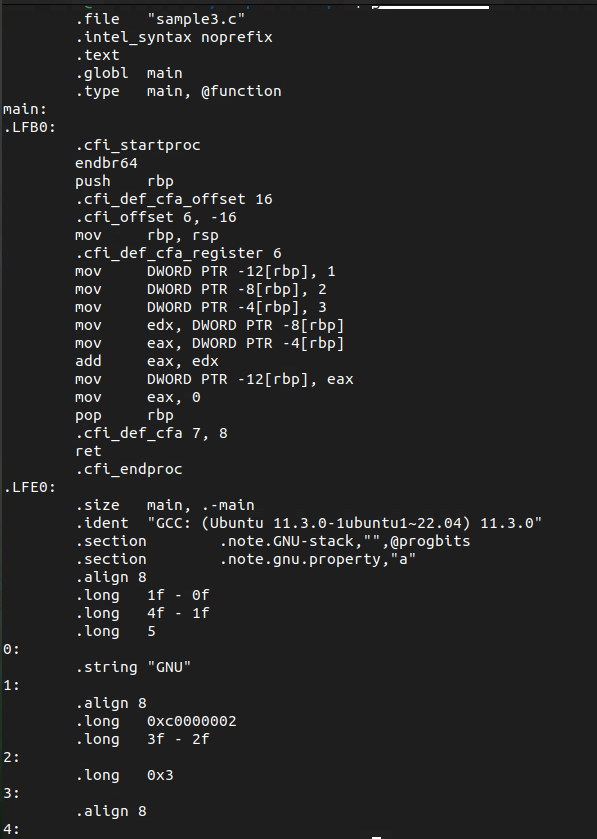 .file "sample3.c"
.intel_syntax noprefix
.text
.globl main
.type main, @function
main:
.LFB0:
.cfi_startproc
endbr64
push rbp
.cfi_def_cfa_offset 16
.cfi_offset 6, -16
mov rbp, rsp
.cfi_def_cfa_register 6
mov DWORD PTR -12[rbp], 1
mov DWORD PTR -8[rbp], 2
mov DWORD PTR -4[rbp], 3
mov edx, DWORD PTR -8[rbp]
mov eax, DWORD PTR -4[rbp]
add eax, edx
mov DWORD PTR -12[rbp], eax
mov eax, 0
pop rbp
.cfi_def_cfa 7, 8
ret
.cfi_endproc
.LFE0:
.size main, .-main
.ident "GCC: (Ubuntu 11.3.0-1ubuntu1~22.04) 11.3.0"
.section .note.GNU-stack,"",@progbits
.section .note.gnu.property,"a"
.align 8
.long 1f - 0f
.long 4f - 1f
.long 5
0:
.string "GNU"
1:
.align 8
.long 0xc0000002
.long 3f - 2f
2:
.long 0x3
3:
.align 8
4: